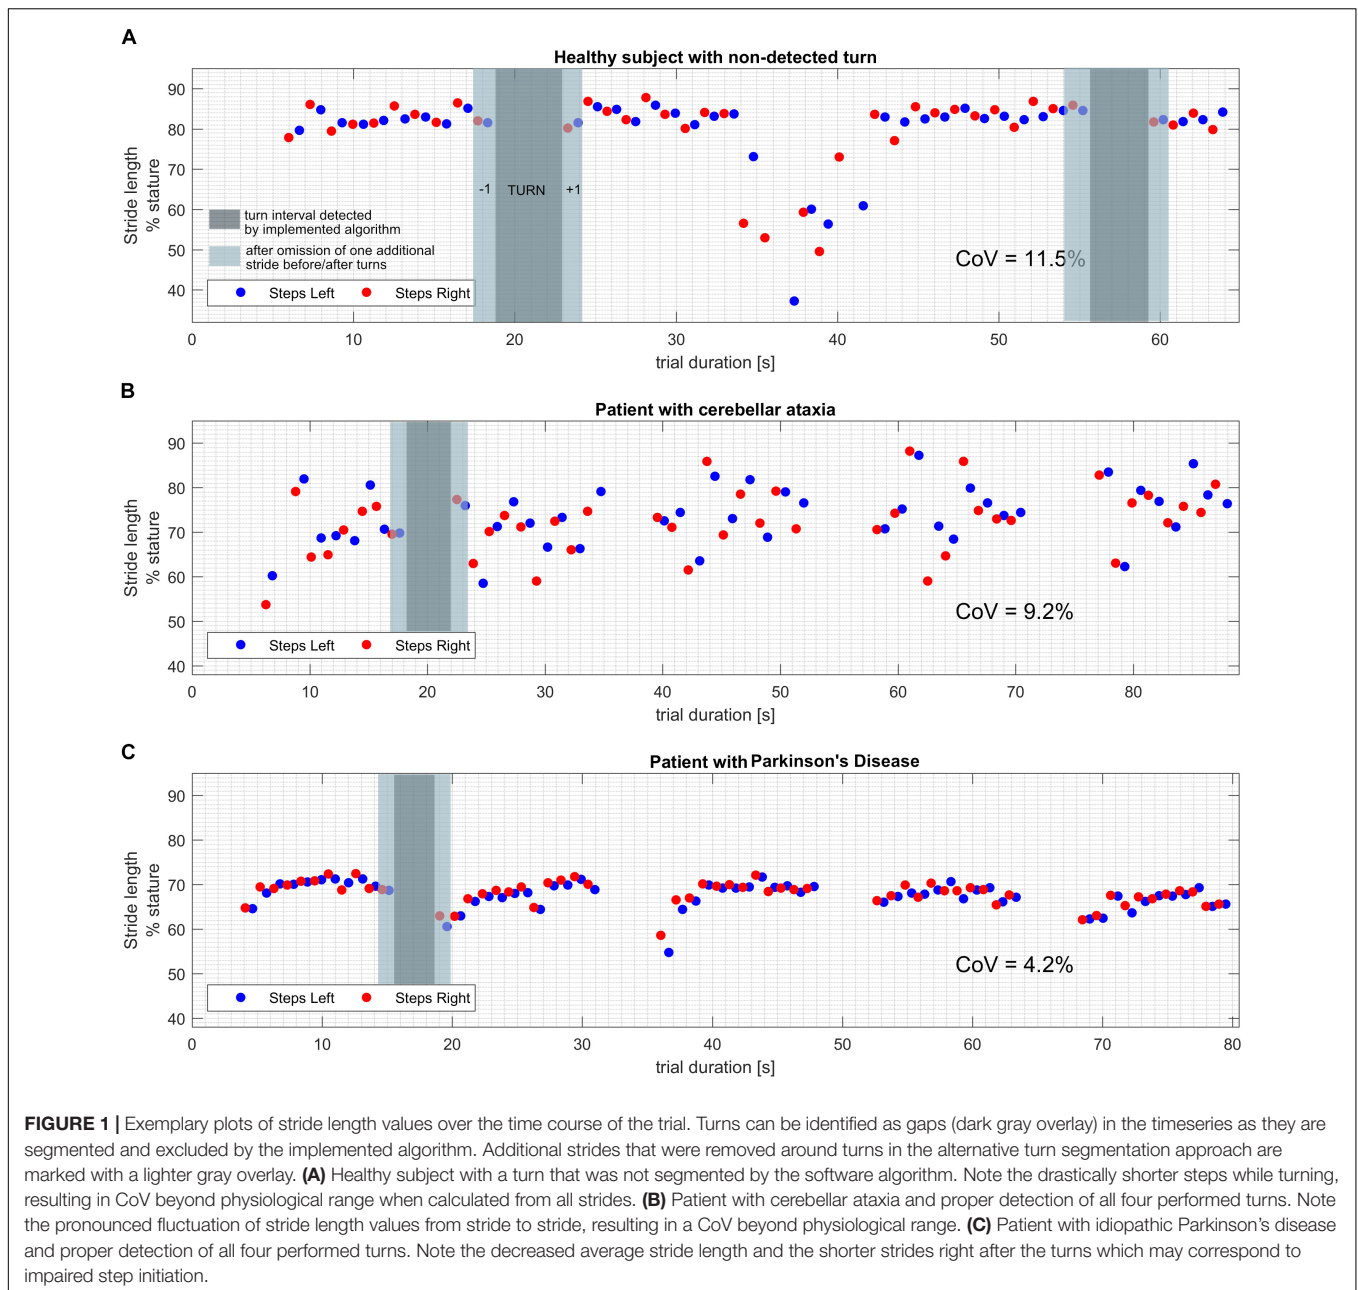 A
Healthy subject with non-detected turn
90
80
70
60
50
40
Stride length
% stature
-1 TURN +1
turn interval detected
by implemented algorithm
after omission of one additional
stride before/after turns
CoV = 11.5%
Steps Left Steps Right
0 10 20 30 40 50 60
trial duration [s]
B
Patient with cerebellar ataxia
90
80
70
60
50
40
Stride length
% stature
CoV = 9.2%
Steps Left Steps Right
0 10 20 30 40 50 60 70 80
trial duration [s]
C
Patient with Parkinson's Disease
90
80
70
60
50
40
Stride length
% stature
CoV = 4.2%
Steps Left Steps Right
0 10 20 30 40 50 60 70 80
trial duration [s]
FIGURE 1 | Exemplary plots of stride length values over the time course of the trial. Turns can be identified as gaps (dark gray overlay) in the timeseries as they are
segmented and excluded by the implemented algorithm. Additional strides that were removed around turns in the alternative turn segmentation approach are
marked with a lighter gray overlay. (A) Healthy subject with a turn that was not segmented by the software algorithm. Note the drastically shorter steps while turning,
resulting in CoV beyond physiological range when calculated from all strides. (B) Patient with cerebellar ataxia and proper detection of all four performed turns. Note
the pronounced fluctuation of stride length values from stride to stride, resulting in a CoV beyond physiological range. (C) Patient with idiopathic Parkinson's disease
and proper detection of all four performed turns. Note the decreased average stride length and the shorter strides right after the turns which may correspond to
impaired step initiation.